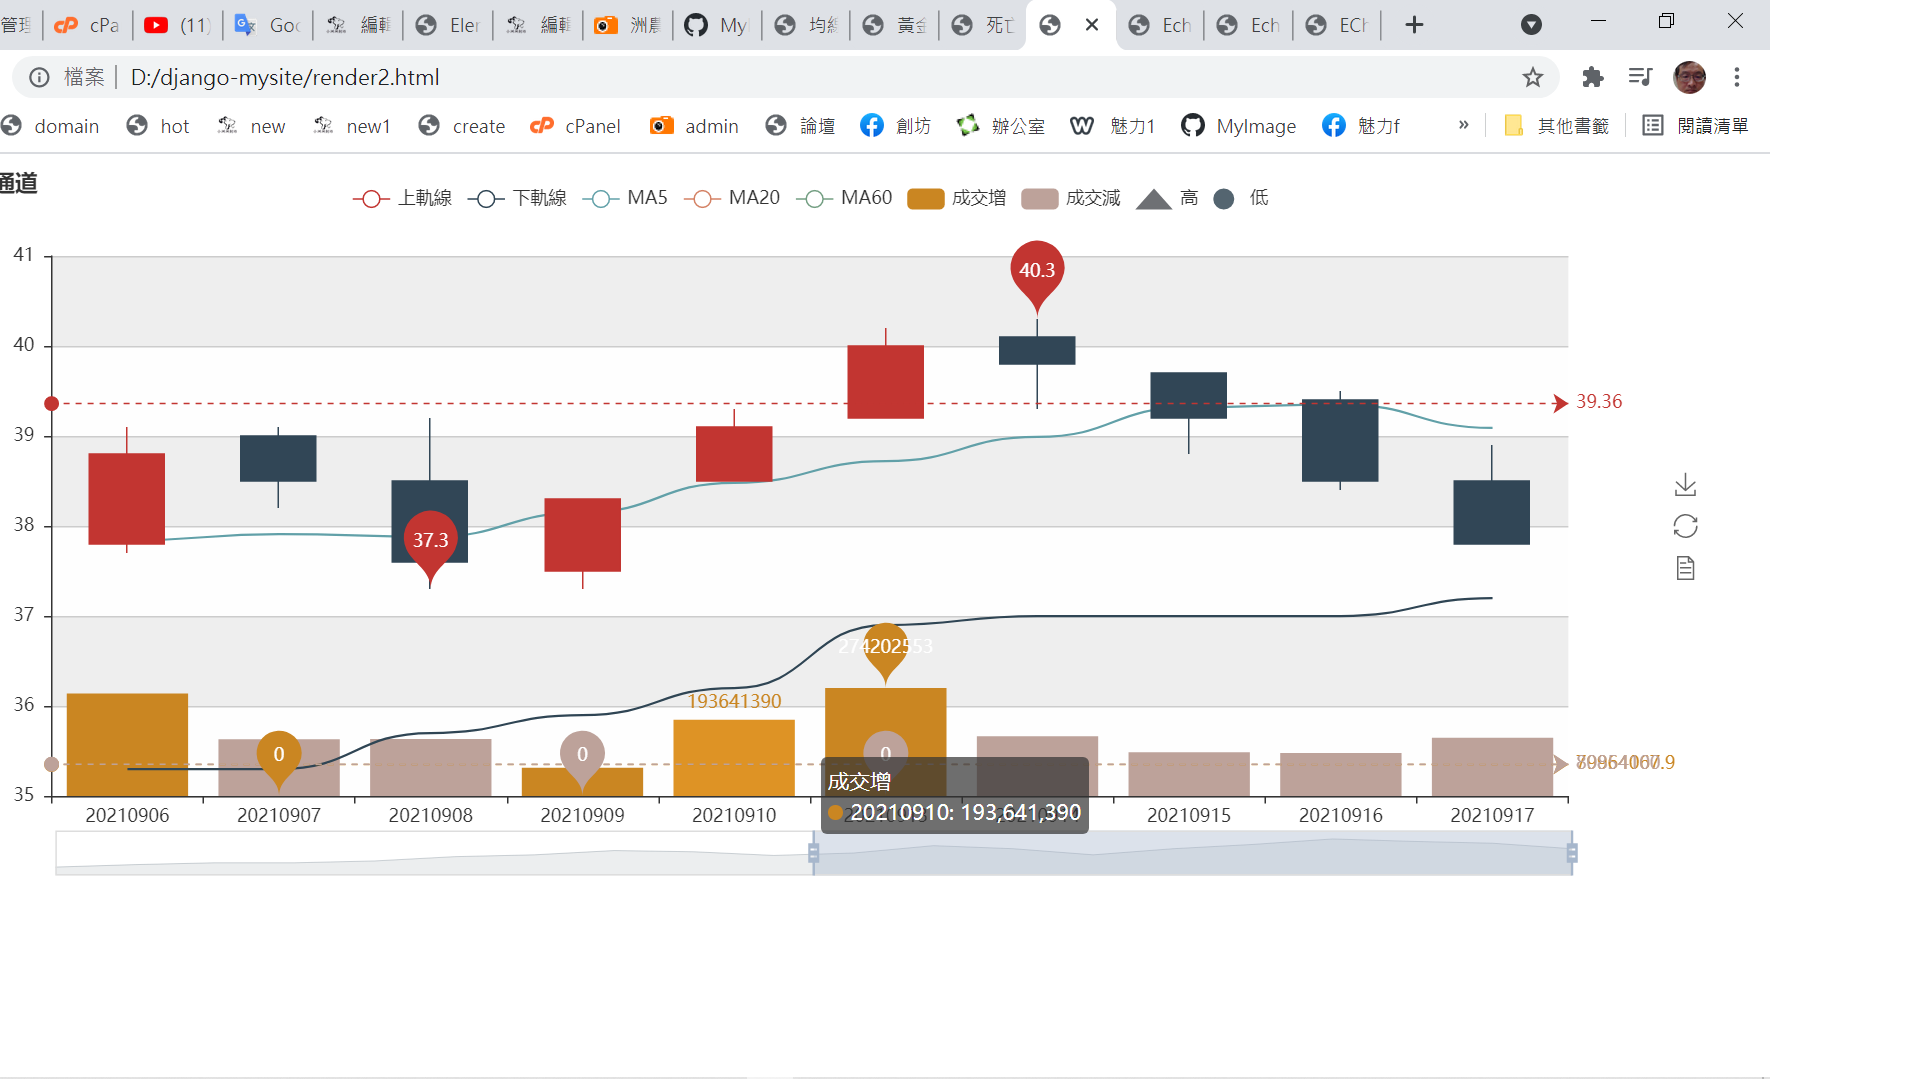 管理
cPa
(11)
Goo
編輯
Eler
編輯
洲農
Myl
均線
黃金
死亡
Ech
Ech
ECh
檔案 D:/django-mysite/render2.html
domain hot new new1 create cPanel admin 論壇 創坊 辦公室 魅力1 MyImage 魅力f » 其他書籤 閱讀清單
通道
上軌線 下軌線 MA5 MA20 MA60 成交增 成交減 高 低
41
40.3
40
39.36
39
38
37.3
37
274202553
36
193641390
0
0
0
35
成交增
20210910: 193,641,390
20210906 20210907 20210908 20210909 20210910 20210915 20210916 20210917